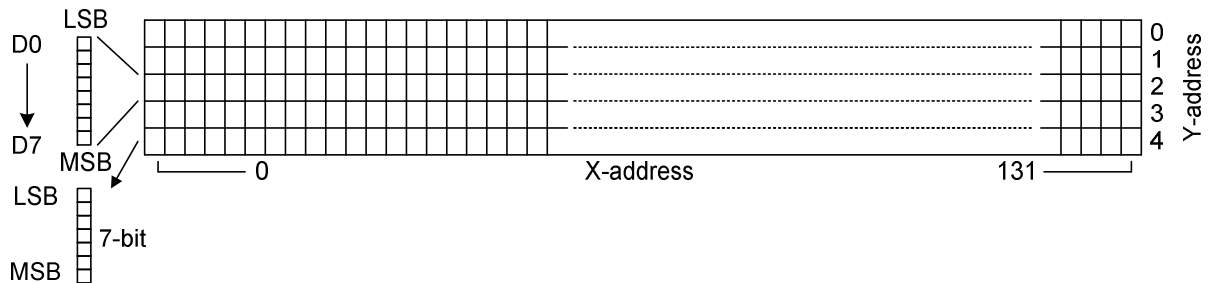 LSB
D0
D7
MSB
LSB
7-bit
MSB
0
1
2
3
4
Y-address
0
X-address
131